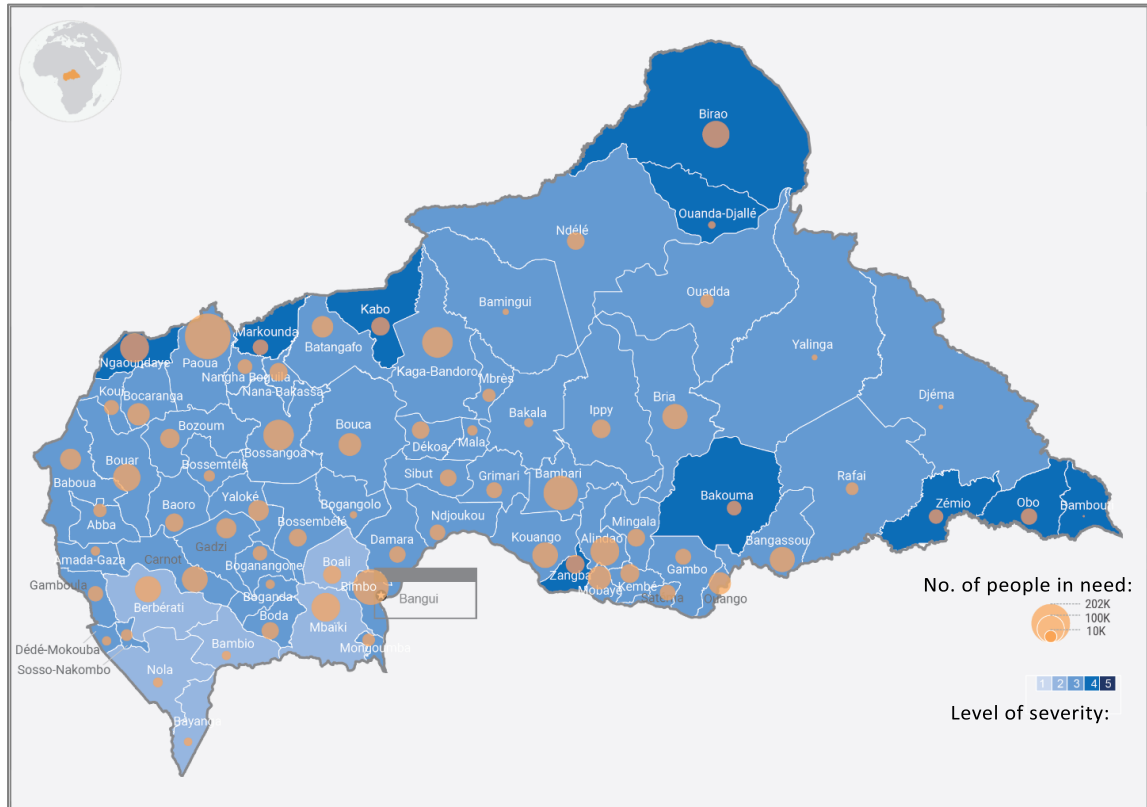 Birao
Ouanda-Djallé
Ndélé
Ouadda
Bamingui
Kabo
Markounda
Batangafo
Ngaoundaye
Paoua
Nangha Boguila
Nana-Bakassa
Kaga-Bandoro
Mbrès
Yalinga
Djéma
Koui
Bocaranga
Bozoum
Bossangoa
Bouca
Dékoa
Mala
Bakala
Ippy
Bria
Bouar
Baboua
Bossemtélé
Sibut
Grimari
Bambari
Rafai
Bakouma
Zémio
Obo
Bambouti
Abba
Baoro
Yaloké
Bogangolo
Bossembélé
Ndjoukou
Mingala
Kouango
Alindao
Bangassou
Amada-Gaza
Carnot
Gadzi
Boganangone
Damara
Boali
Bimbo
Bangui
Zangba
Mobaye
Kembé
Gambo
Ouango
Gamboula
Berbérati
Boganda
Boda
Mbaïki
Mongoumba
Dédé-Mokouba
Sosso-Nakombo
Bambio
Nola
Bayanga
No. of people in need:
202K
100K
10K
1 2 3 4 5
Level of severity: